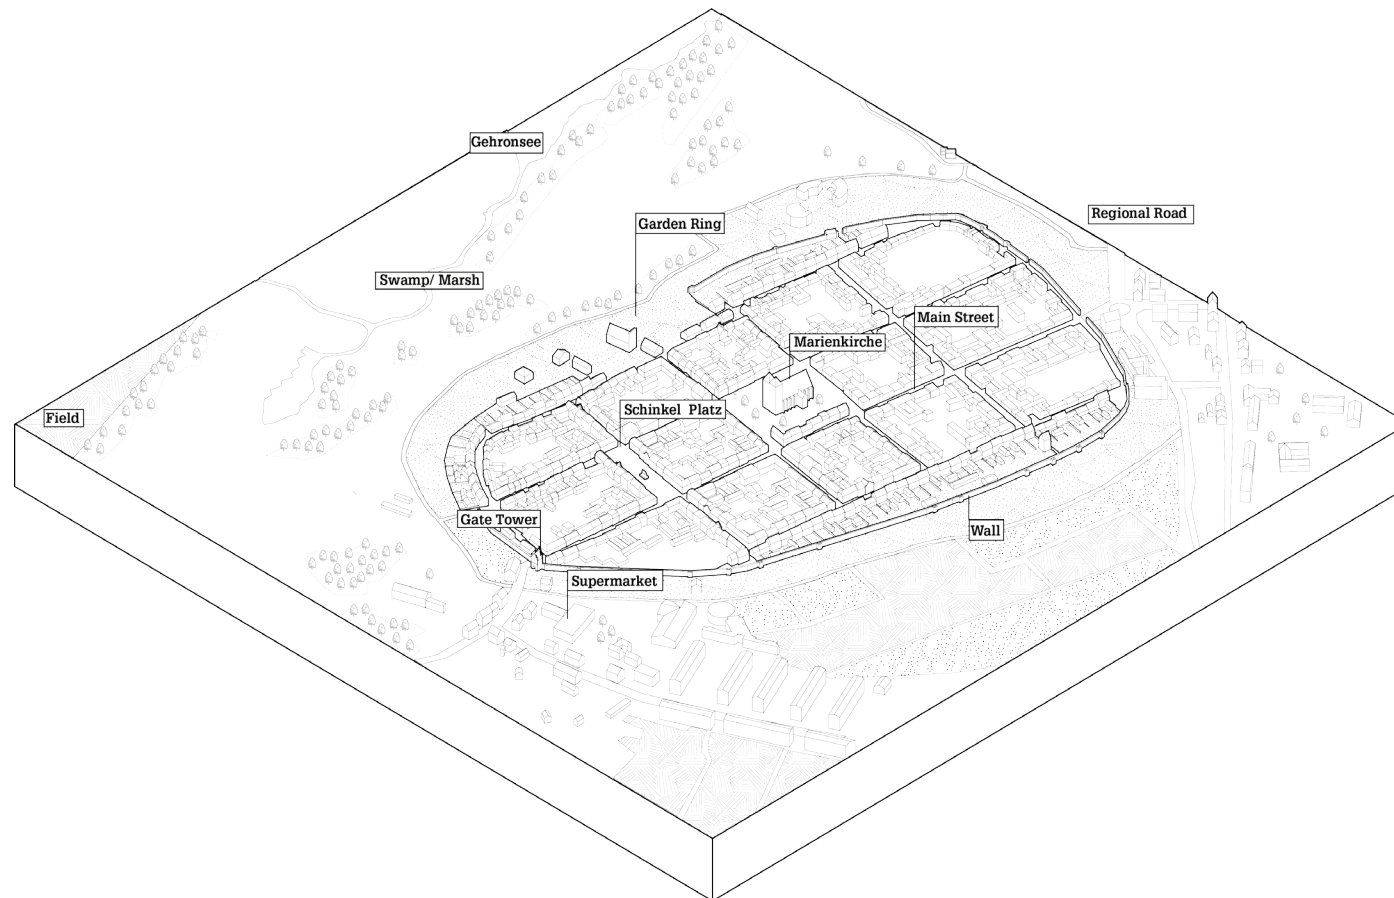 Gehronsee
Regional Road
Garden Ring
Swamp/ Marsh
Main Street
Marienkirche
Schinkel Platz
Field
Gate Tower
Wall
Supermarket